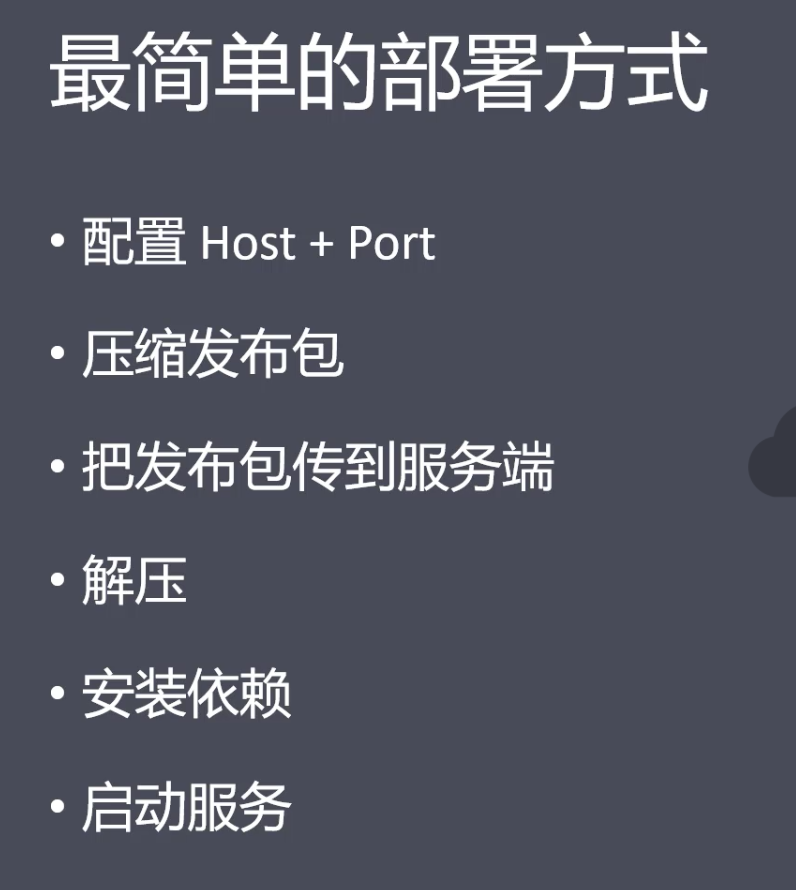 最简单的部署方式
• 配置 Host + Port
• 压缩发布包
• 把发布包传到服务端
• 解压
• 安装依赖
• 启动服务